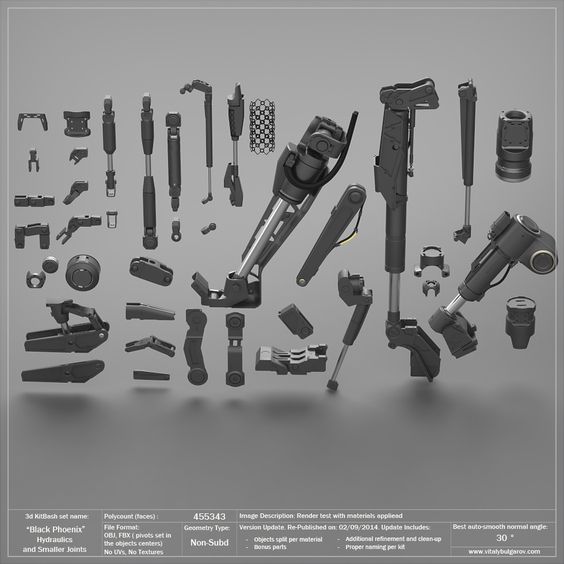 3d KitBash set name:
"Black Phoenix"
Hydraulics
and Smaller Joints
Polycount (faces) :
455343
File Format:
OBJ, FBX ( pivots set in
the objects centers)
No UVs, No Textures
Geometry Type:
Non-Subd
Image Description: Render test with materials appliead
Version Update. Re-Published on: 02/09/2014. Update Includes:
- Objects split per material
- Bonus parts
- Additional refinement and clean-up
- Proper naming per kit
Best auto-smooth normal angle:
30 °
www.vitalybulgarov.com